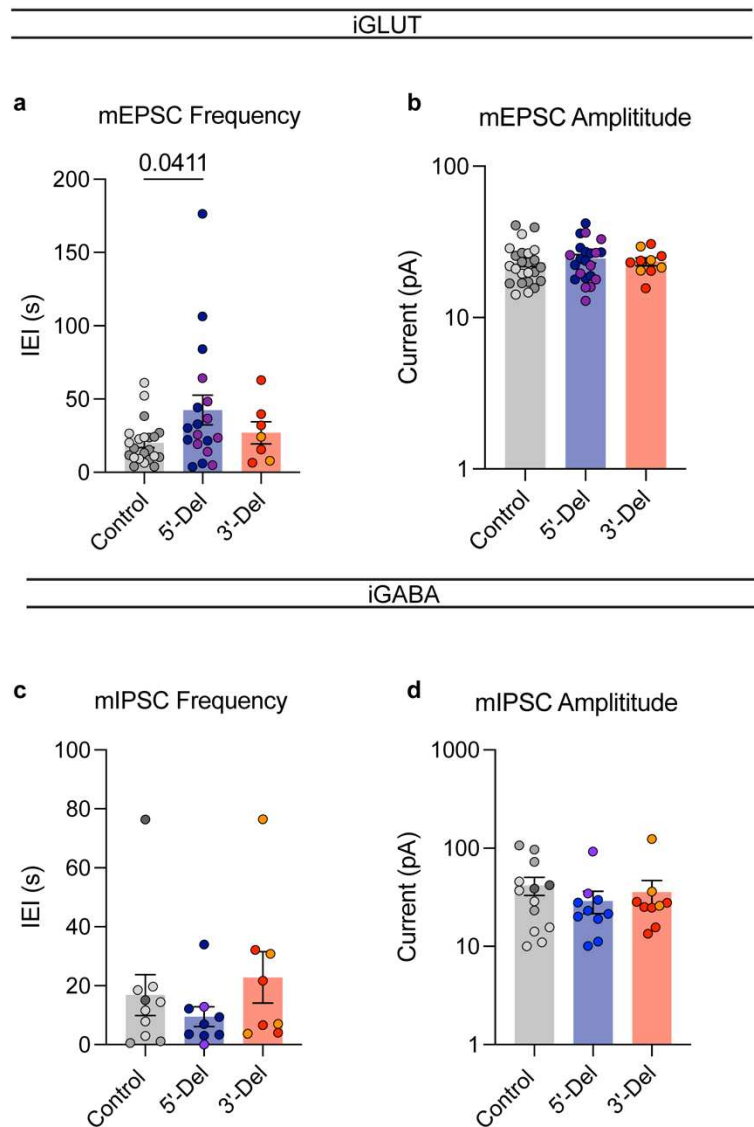 iGLUT
a
mEPSC Frequency
0.0411
200
150
100
50
0
IEI (s)
Control
5'-Del
3'-Del
b
mEPSC Amplititude
100
10
1
Current (pA)
Control
5'-Del
3'-Del
iGABA
c
mIPSC Frequency
100
80
60
40
20
0
IEI (s)
Control
5'-Del
3'-Del
d
mIPSC Amplititude
1000
100
10
1
Current (pA)
Control
5'-Del
3'-Del